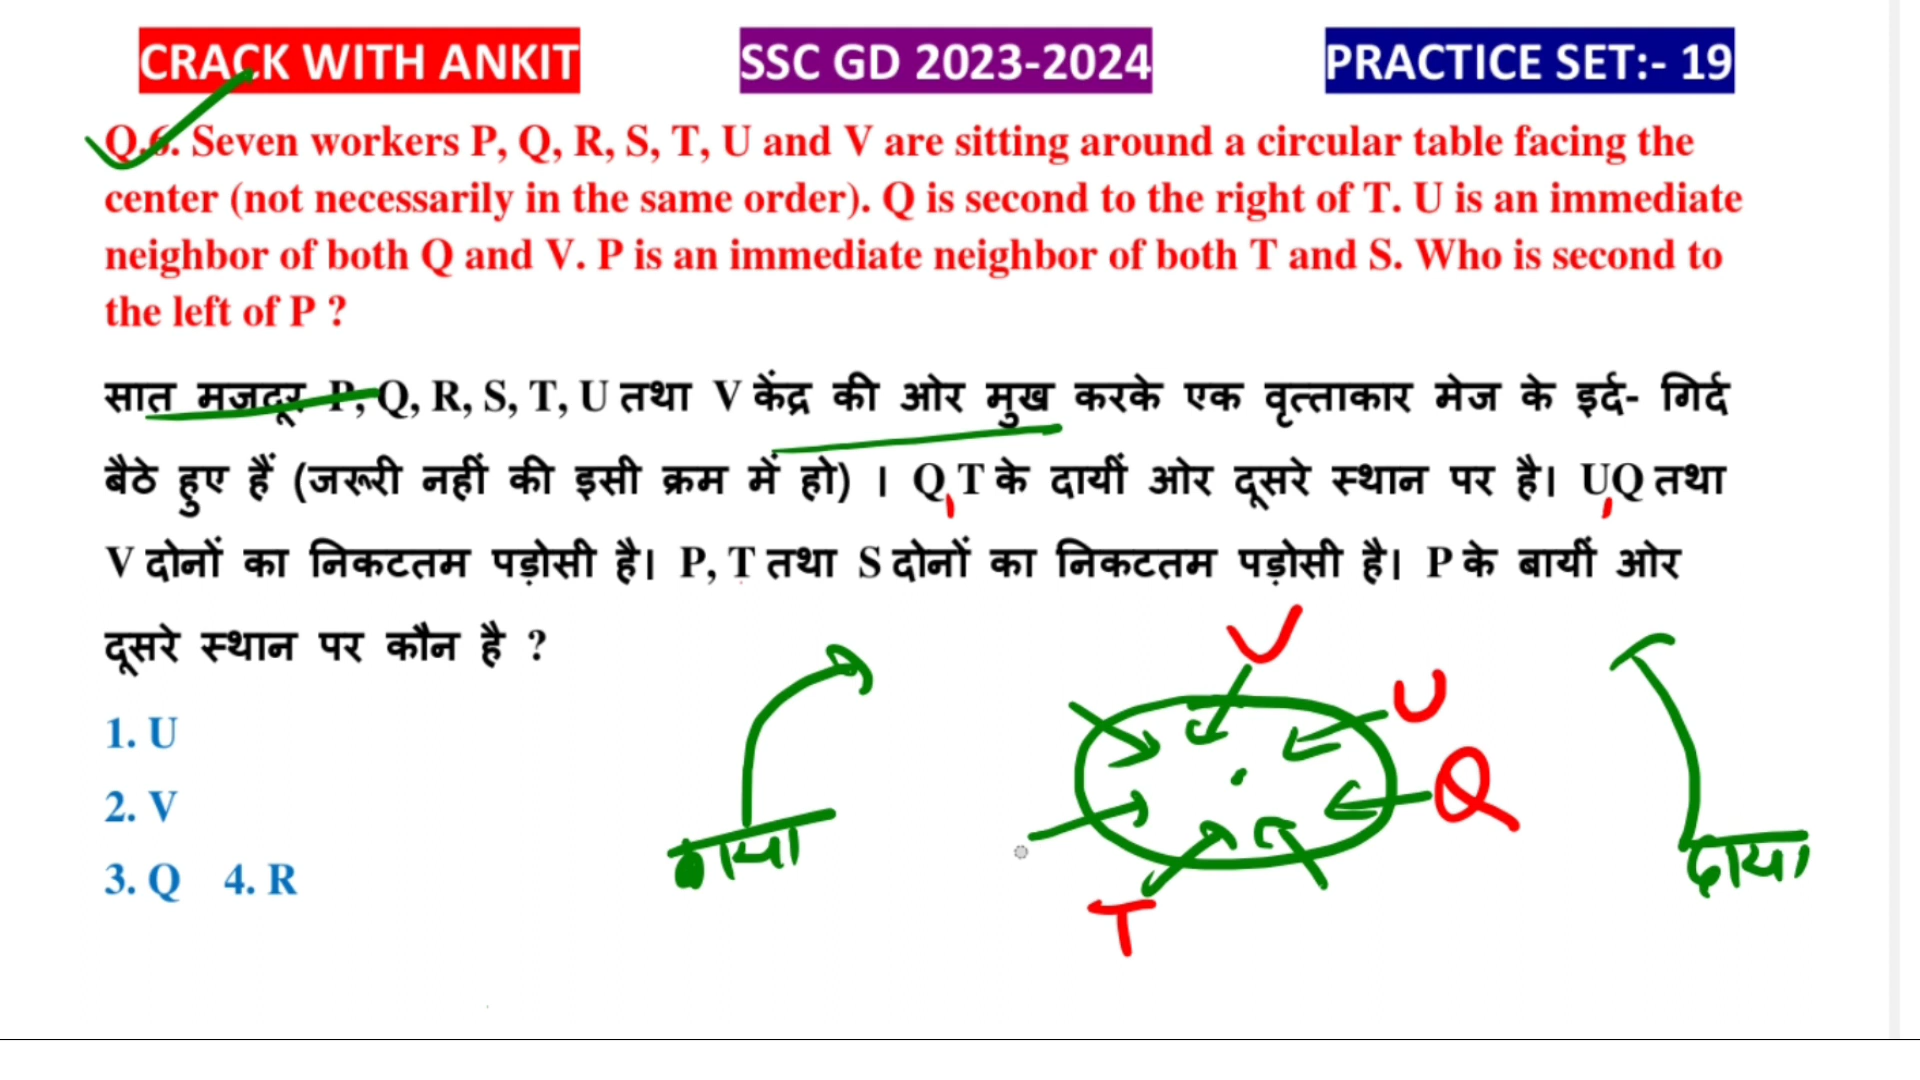 CRACK WITH ANKIT SSC GD 2023-2024 PRACTICE SET:- 19
Q.6. Seven workers P, Q, R, S, T, U and V are sitting around a circular table facing the
center (not necessarily in the same order). Q is second to the right of T. U is an immediate
neighbor of both Q and V. P is an immediate neighbor of both T and S. Who is second to
the left of P ?
सात मजदूर P, Q, R, S, T, U तथा V केंद्र की ओर मुख करके एक वृत्ताकार मेज के इर्द- गिर्द
बैठे हुए हैं (जरूरी नहीं की इसी क्रम में हो) । Q,T के दायीं ओर दूसरे स्थान पर है। U,Q तथा
V दोनों का निकटतम पड़ोसी है। P, T तथा S दोनों का निकटतम पड़ोसी है। P के बायीं ओर
दूसरे स्थान पर कौन है ?
1. U
2. V
3. Q 4. R
V
U
Q
T
बाया
दाया